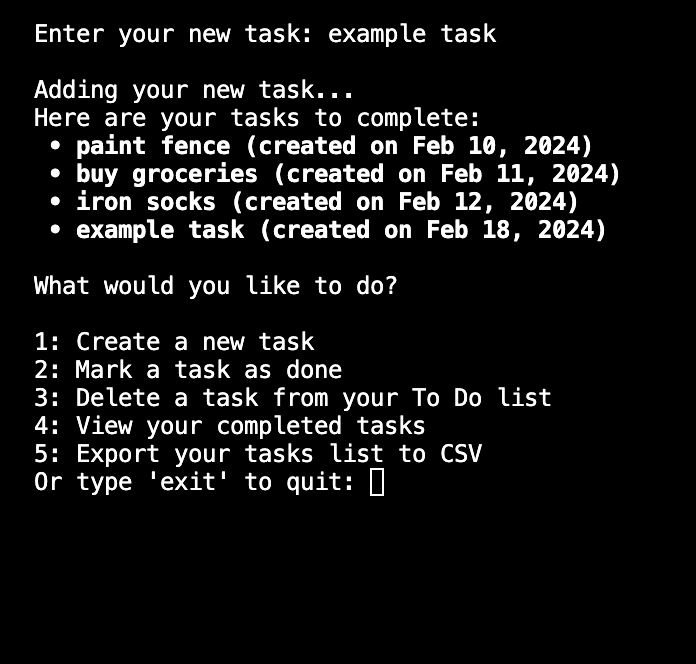 Enter your new task: example task
Adding your new task...
Here are your tasks to complete:
• paint fence (created on Feb 10, 2024)
• buy groceries (created on Feb 11, 2024)
• iron socks (created on Feb 12, 2024)
• example task (created on Feb 18, 2024)
What would you like to do?
1: Create a new task
2: Mark a task as done
3: Delete a task from your To Do list
4: View your completed tasks
5: Export your tasks list to CSV
Or type 'exit' to quit: